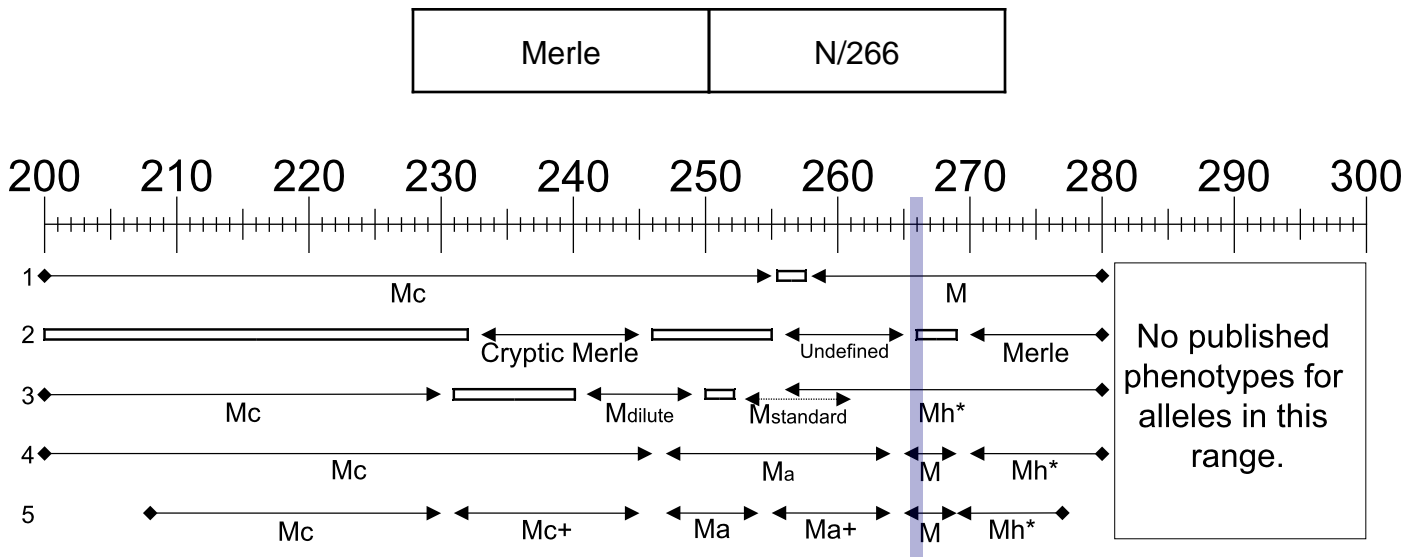 Merle N/266
200 210 220 230 240 250 260 270 280 290 300
1 Mc M
2 Cryptic Merle Undefined Merle
3 Mc Mdilute Mstandard Mh*
4 Mc Ma M Mh*
5 Mc Mc+ Ma Ma+ M Mh*
No published
phenotypes for
alleles in this
range.